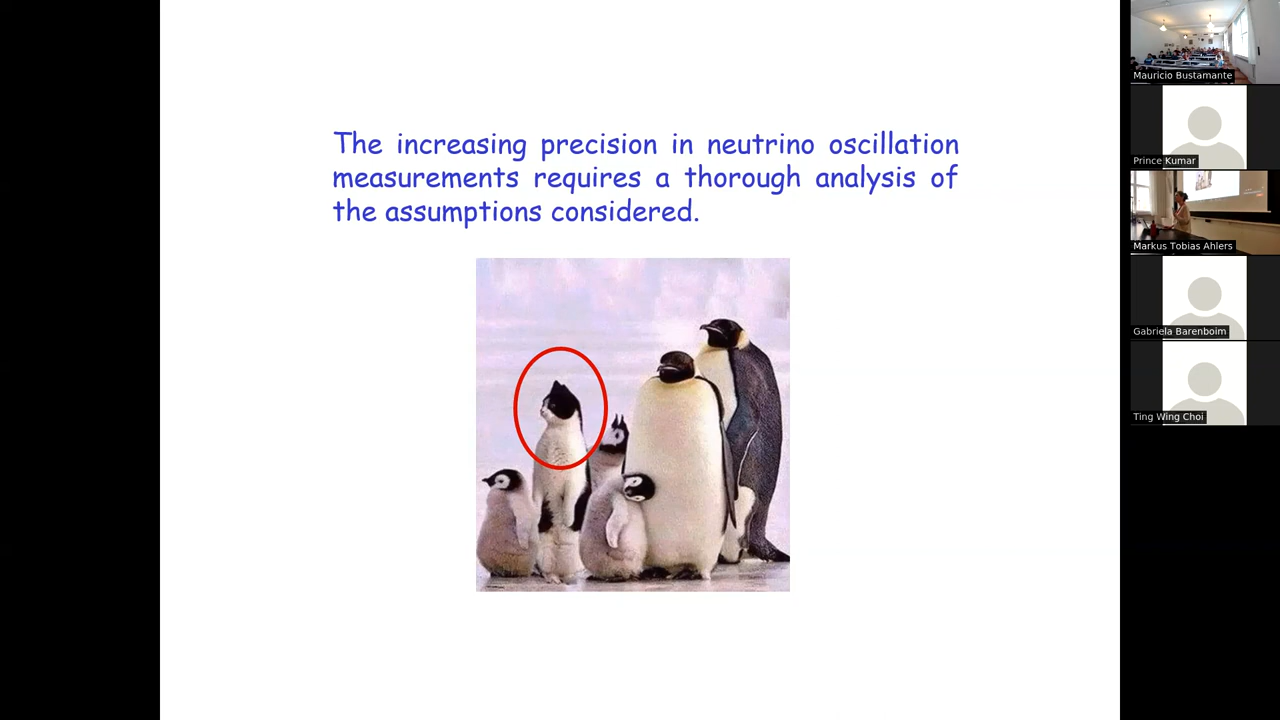 The increasing precision in neutrino oscillation
measurements requires a thorough analysis of
the assumptions considered.
Mauricio Bustamante
Prince Kumar
Markus Tobias Ahlers
Gabriela Barenboim
Ting Wing Choi